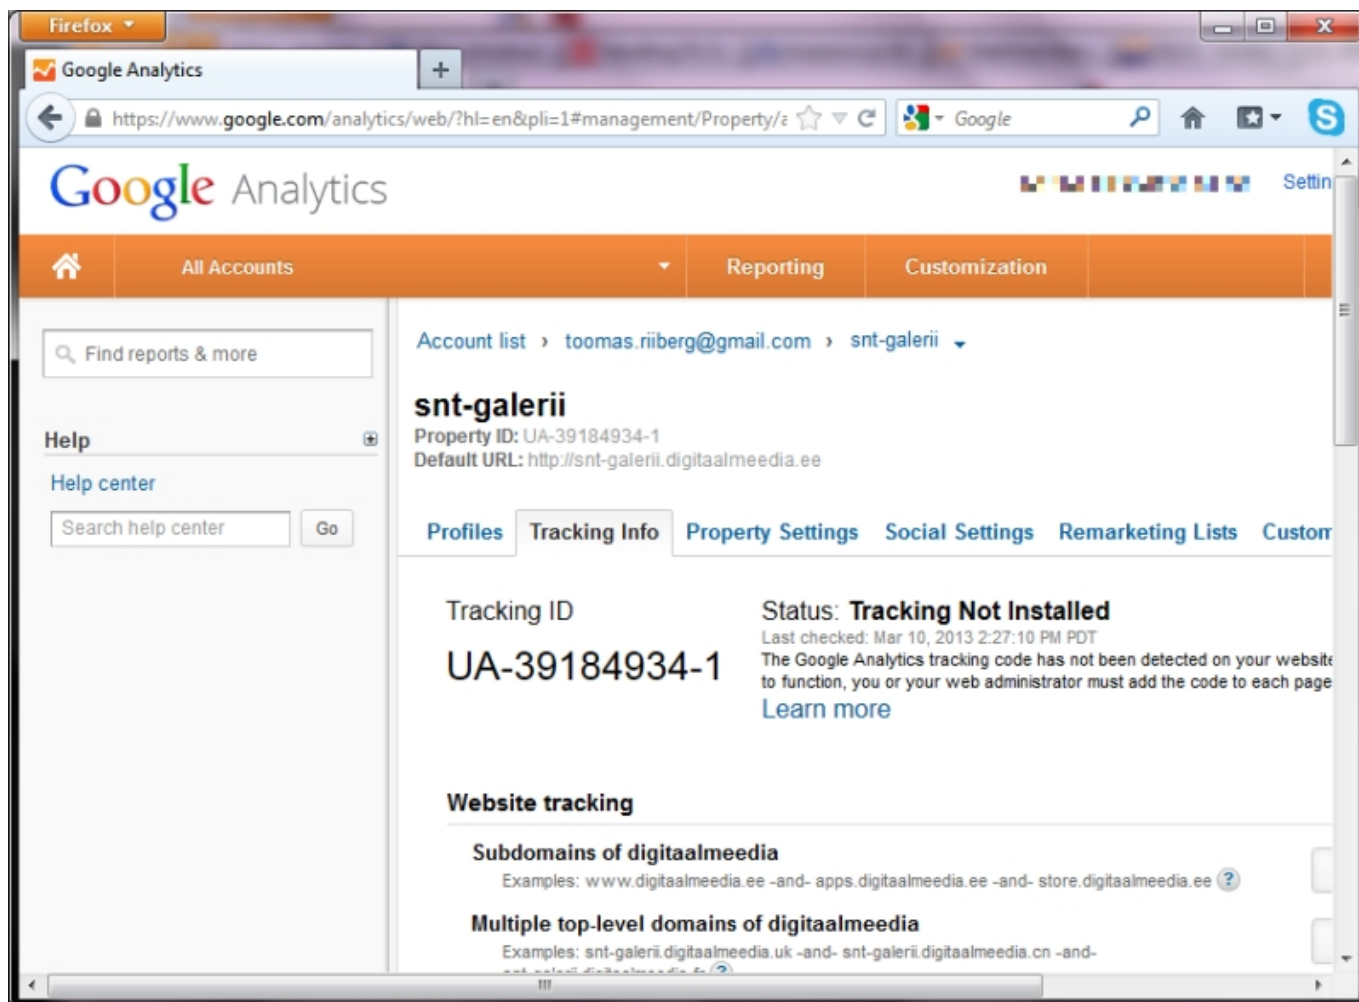 Firefox
Google Analytics
https://www.google.com/analytics/web/?hl=en&pli=1#management/Property/a
Google
Google Analytics
Settin
All Accounts
Reporting
Customization
Find reports & more
Account list › toomas.riiberg@gmail.com › snt-galerii
snt-galerii
Property ID: UA-39184934-1
Default URL: http://snt-galerii.digitaalmeedia.ee
Help
Help center
Search help center
Go
Profiles
Tracking Info
Property Settings
Social Settings
Remarketing Lists
Custom
Tracking ID
UA-39184934-1
Status: Tracking Not Installed
Last checked: Mar 10, 2013 2:27:10 PM PDT
The Google Analytics tracking code has not been detected on your website
to function, you or your web administrator must add the code to each page
Learn more
Website tracking
Subdomains of digitaalmeedia
Examples: www.digitaalmeedia.ee -and- apps.digitaalmeedia.ee -and- store.digitaalmeedia.ee
Multiple top-level domains of digitaalmeedia
Examples: snt-galerii.digitaalmeedia.uk -and- snt-galerii.digitaalmeedia.cn -and-